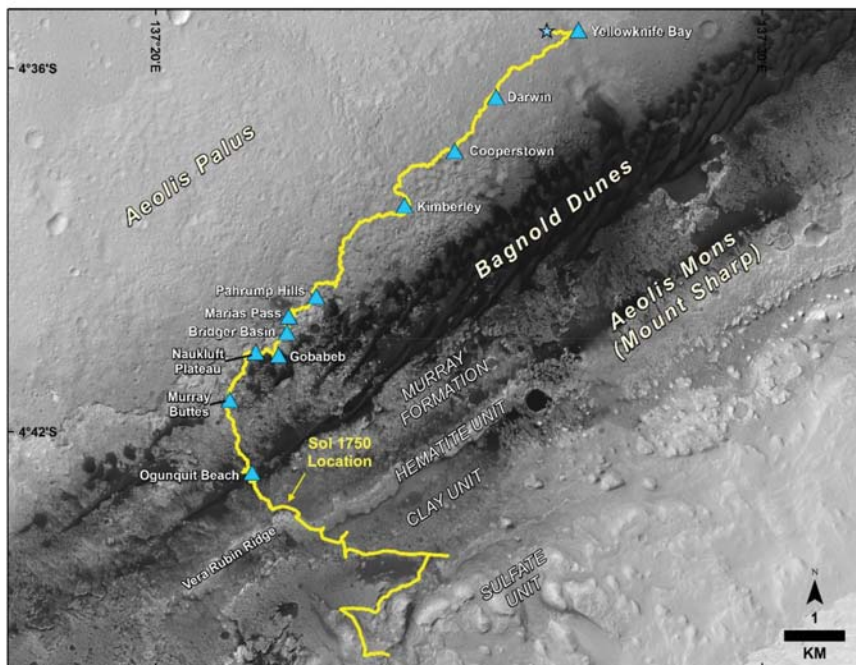 137°20'E
137°30'E
4°36'S
Yellowknife Bay
Darwin
Cooperstown
Aeolis Palus
Kimberley
Bagnold Dunes
Aeolis Mons
(Mount Sharp)
Pahrump Hills
Marias Pass
Bridger Basin
Naukluft
Plateau
Gobabeb
MURRAY
FORMATION
Murray
Buttes
4°42'S
Sol 1750
Location
HEMATITE UNIT
Ogunquit Beach
CLAY UNIT
Vera Rubin Ridge
SULFATE
UNIT
N
1
KM